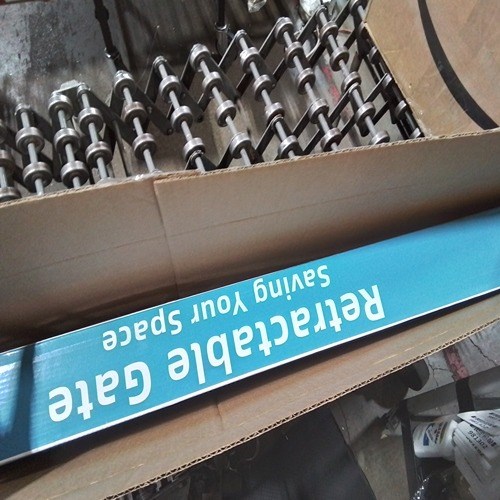 Retractable Gate
Saving Your Space